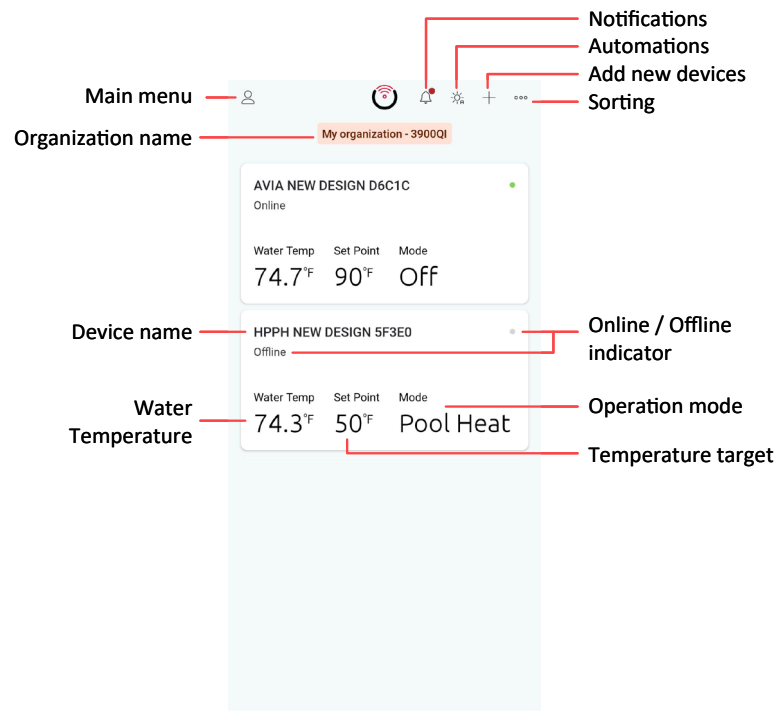 Notifications
Automations
Add new devices
Main menu
Sorting
Organization name
My organization - 3900QI
AVIA NEW DESIGN D6C1C
Online
Water Temp Set Point Mode
74.7°F 90°F Off
Device name
HPPH NEW DESIGN 5F3E0
Offline
Online / Offline
indicator
Water Temp Set Point Mode
74.3°F 50°F Pool Heat
Water
Temperature
Operation mode
Temperature target